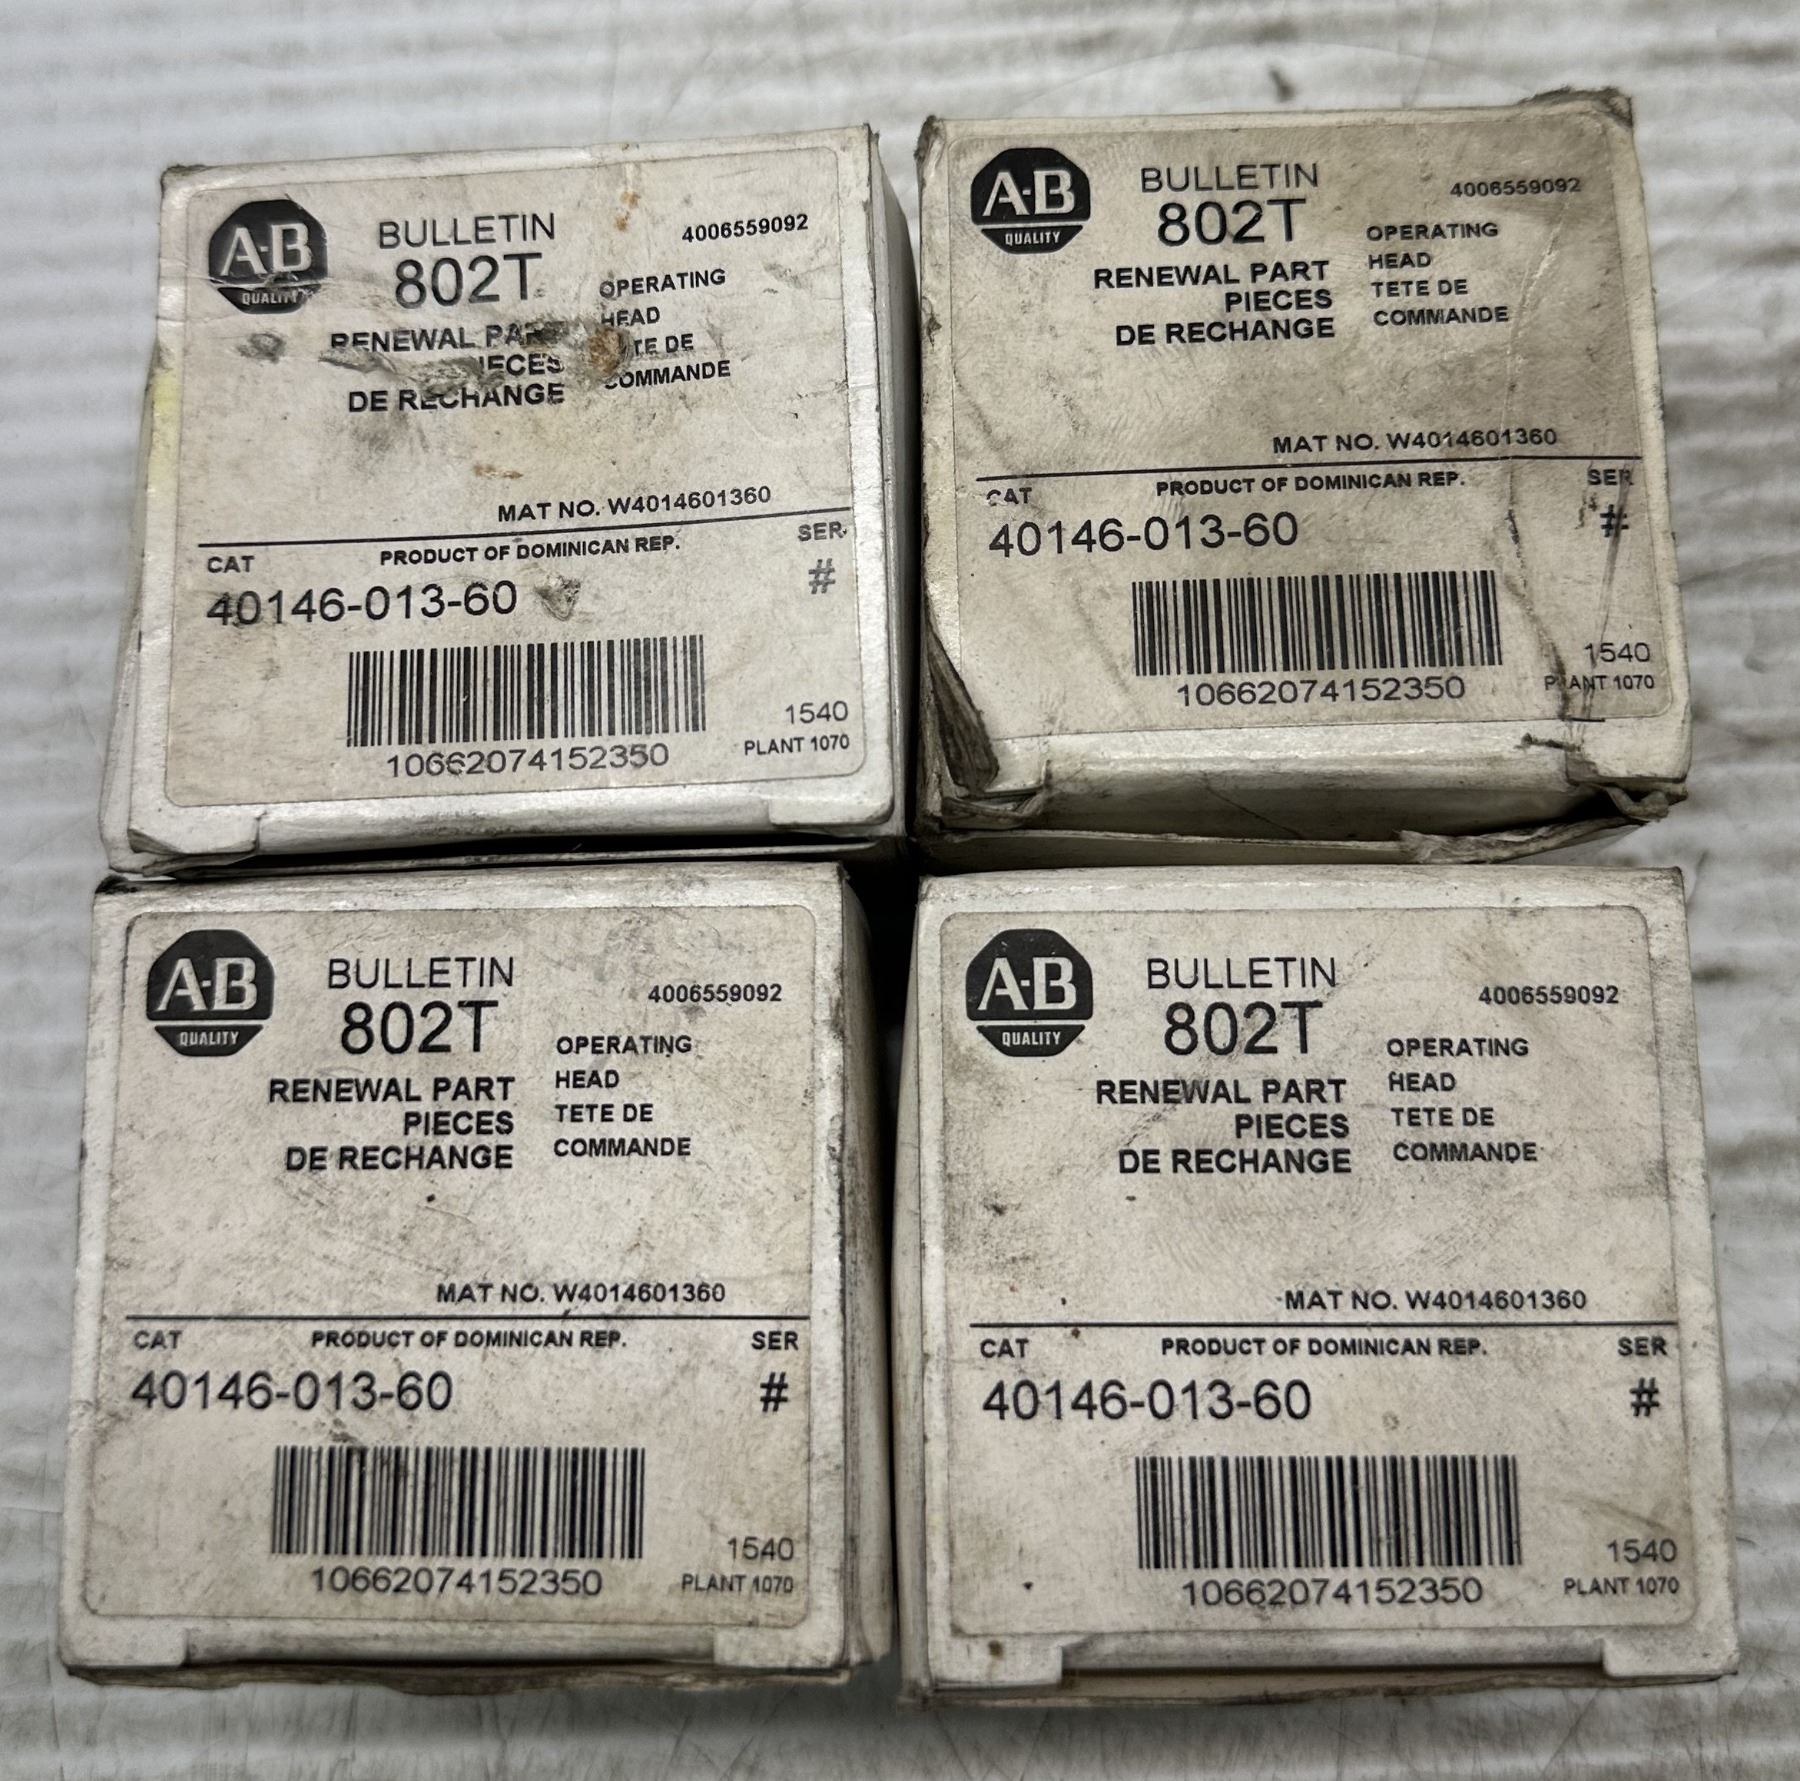 A-B
QUALITY
BULLETIN
802T
4006559092
OPERATING
HEAD
DE
COMMANDE
RENEWAL
DE RECHANGE
MAT NO. W4014601360
CAT
PRODUCT OF DOMINICAN REP.
SER
40146-013-60
#
10662074152350
1540
PLANT 1070
A-B
QUALITY
BULLETIN
802T
4006559092
OPERATING
HEAD
TETE DE
COMMANDE
RENEWAL PART
PIECES
DE RECHANGE
MAT NO. W4014601360
CAT
PRODUCT OF DOMINICAN REP.
SER
40146-013-60
#
10662074152350
1540
PLANT 1070
A-B
QUALITY
BULLETIN
802T
4006559092
OPERATING
HEAD
TETE DE
COMMANDE
RENEWAL PART
PIECES
DE RECHANGE
MAT NO. W4014601360
CAT
PRODUCT OF DOMINICAN REP.
SER
40146-013-60
#
10662074152350
1540
PLANT 1070
A-B
QUALITY
BULLETIN
802T
4006559092
OPERATING
HEAD
TETE DE
COMMANDE
RENEWAL PART
PIECES
DE RECHANGE
MAT NO. W4014601360
CAT
PRODUCT OF DOMINICAN REP.
SER
40146-013-60
#
10662074152350
1540
PLANT 1070